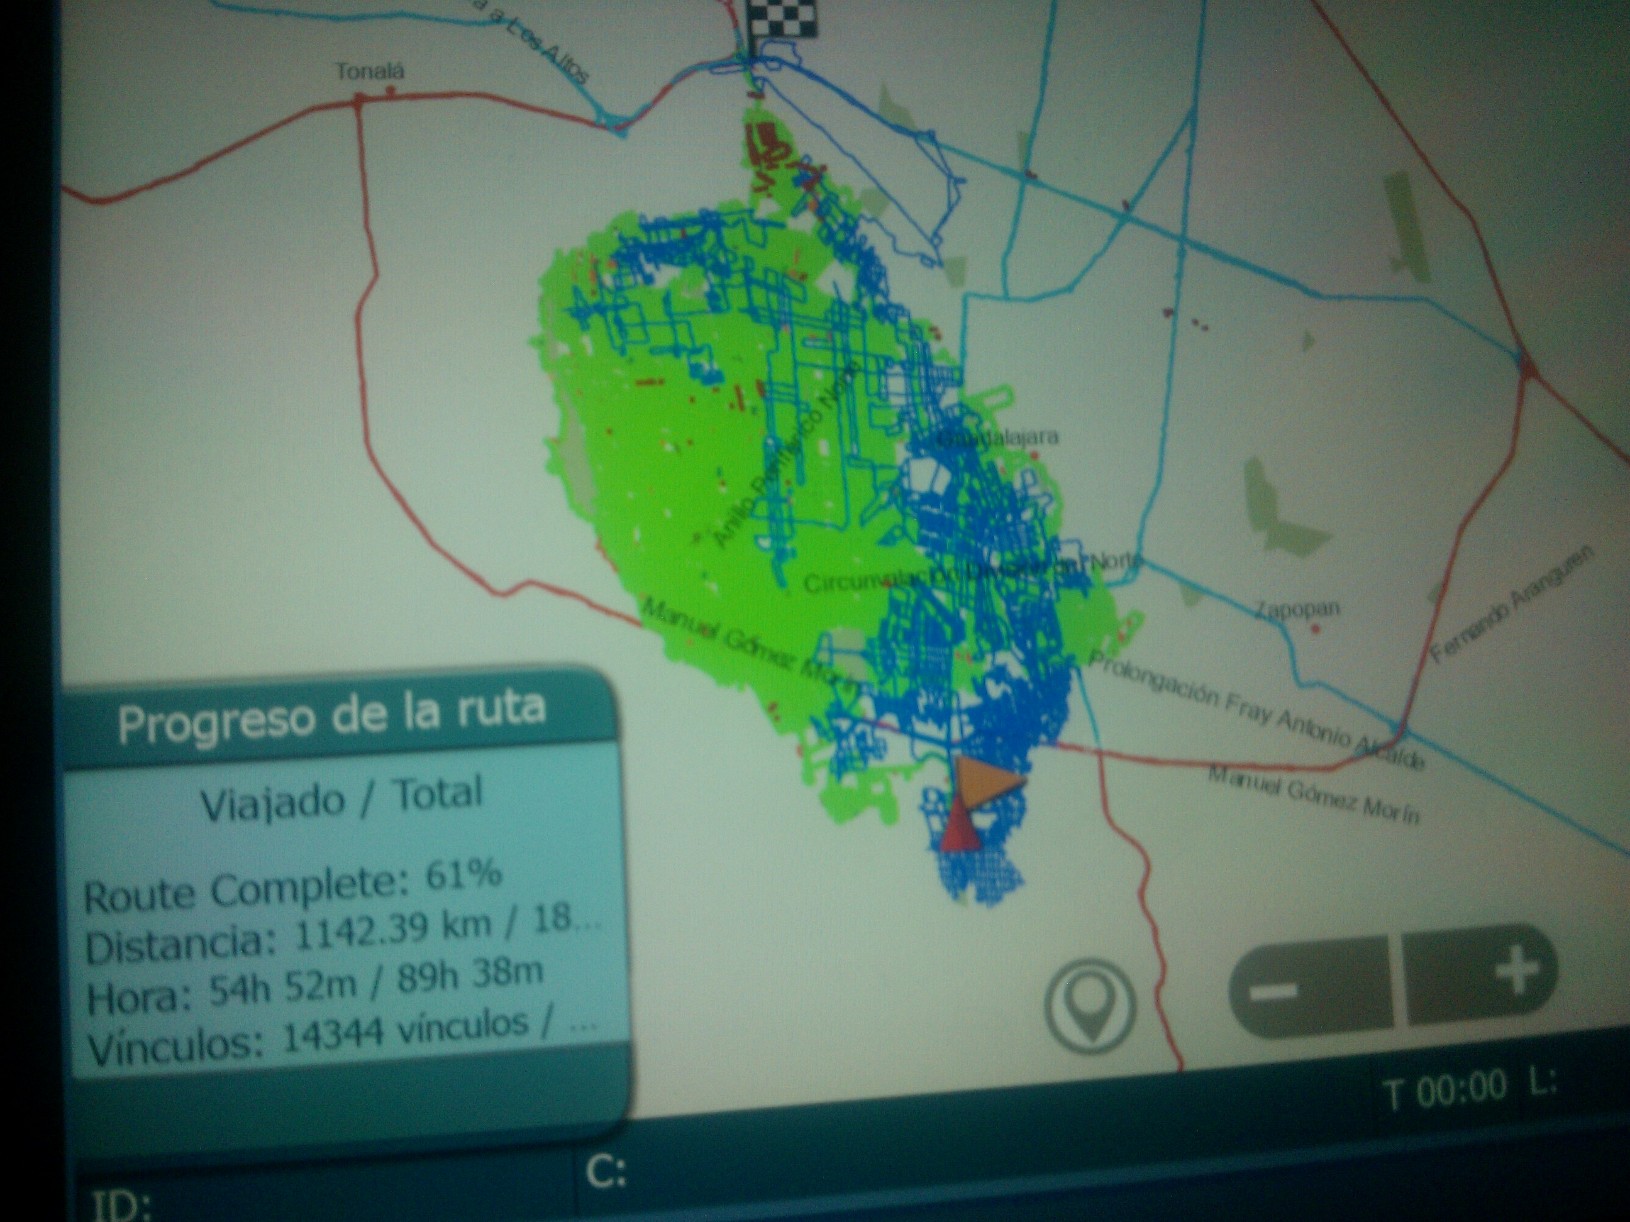 a a Los Altos
Tonalá
Guadalajara
Anillo Periférico Norte
Circunvalación Division del Norte
Manuel Gómez Morín
Zapopan
Fernando Aranguren
Prolongación Fray Antonio Alcalde
Manuel Gómez Morín
Progreso de la ruta
Viajado / Total
Route Complete: 61%
Distancia: 1142.39 km / 18...
Hora: 54h 52m / 89h 38m
Vínculos: 14344 vínculos / ...
T 00:00 L:
C:
ID: